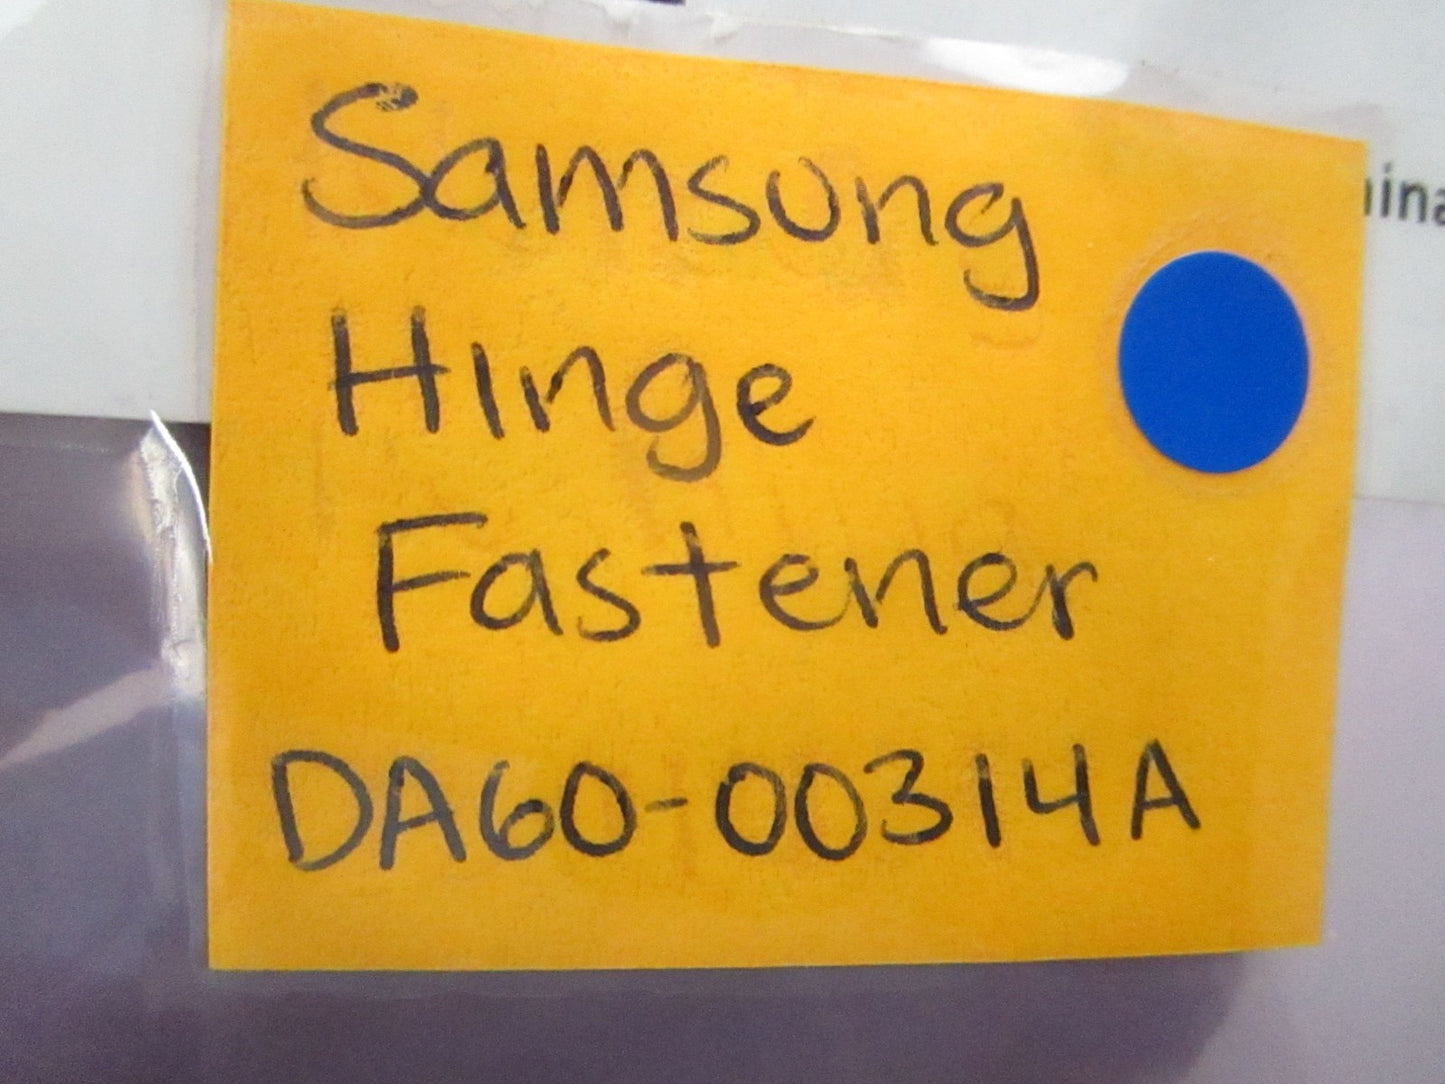 Samsung
Hinge
Fastener
DA60-00314A